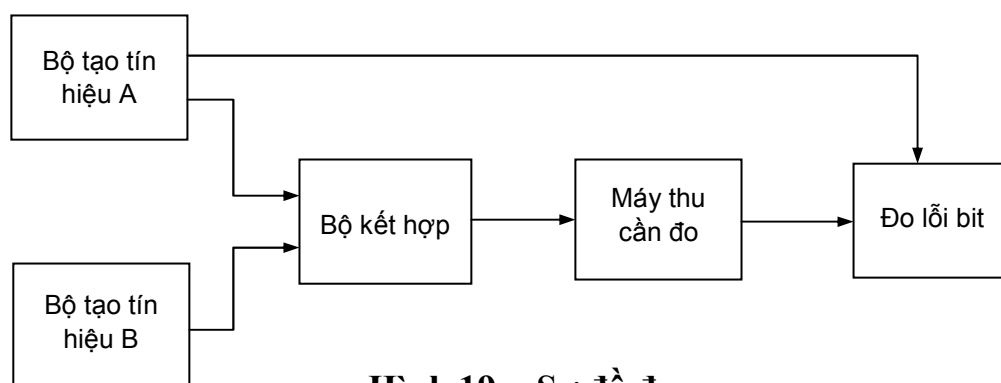 Bộ tạo tín
hiệu A
Bộ kết hợp
Máy thu
cần đo
Đo lỗi bit
Bộ tạo tín
hiệu B